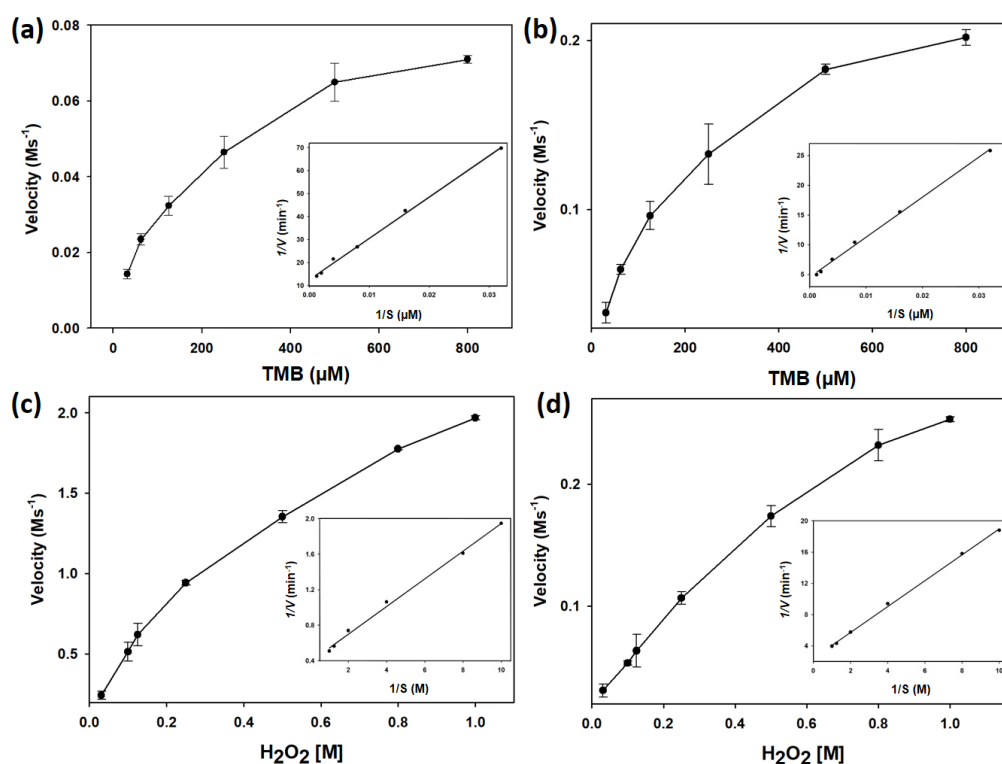 (a)
Velocity (Ms⁻¹)
0.08
0.06
0.04
0.02
0.00
0 200 400 600 800
TMB (µM)
1/V (min⁻¹)
70
60
50
40
30
20
10
0.00 0.01 0.02 0.03
1/S (µM)
(b)
Velocity (Ms⁻¹)
0.2
0.1
0 200 400 600 800
TMB (µM)
1/V (min⁻¹)
25
20
15
10
5
0
0.00 0.01 0.02 0.03
1/S (µM)
(c)
Velocity (Ms⁻¹)
2.0
1.5
1.0
0.5
0.0 0.2 0.4 0.6 0.8 1.0
H₂O₂ [M]
1/V (min⁻¹)
2.0
1.6
1.2
0.8
0.4
2 4 6 8 10
1/S (M)
(d)
Velocity (Ms⁻¹)
0.2
0.1
0.0 0.2 0.4 0.6 0.8 1.0
H₂O₂ [M]
1/V (min⁻¹)
20
16
12
8
4
0 2 4 6 8 10
1/S (M)